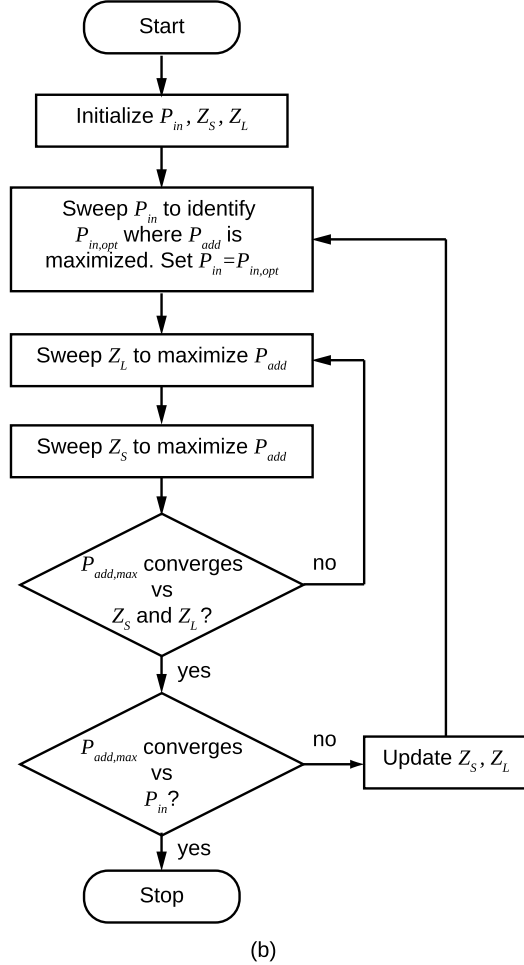 Start
Initialize P_in, Z_S, Z_L
Sweep P_in to identify
P_in,opt where P_add is
maximized. Set P_in=P_in,opt
Sweep Z_L to maximize P_add
Sweep Z_S to maximize P_add
P_add,max converges
vs
Z_S and Z_L?
no
yes
P_add,max converges
vs
P_in?
no
Update Z_S, Z_L
yes
Stop
(b)